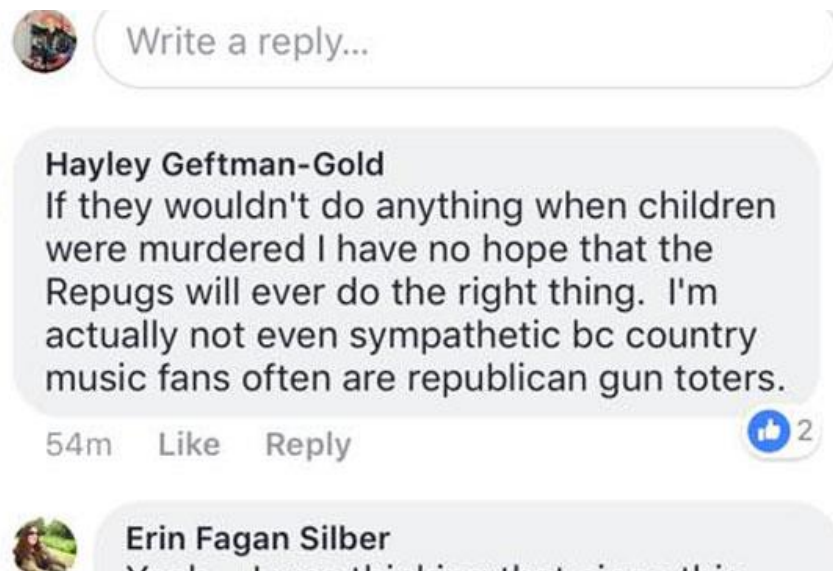 Write a reply...
Hayley Geftman-Gold
If they wouldn't do anything when children
were murdered I have no hope that the
Repugs will ever do the right thing.  I'm
actually not even sympathetic bc country
music fans often are republican gun toters.
54m Like Reply 2
Erin Fagan Silber